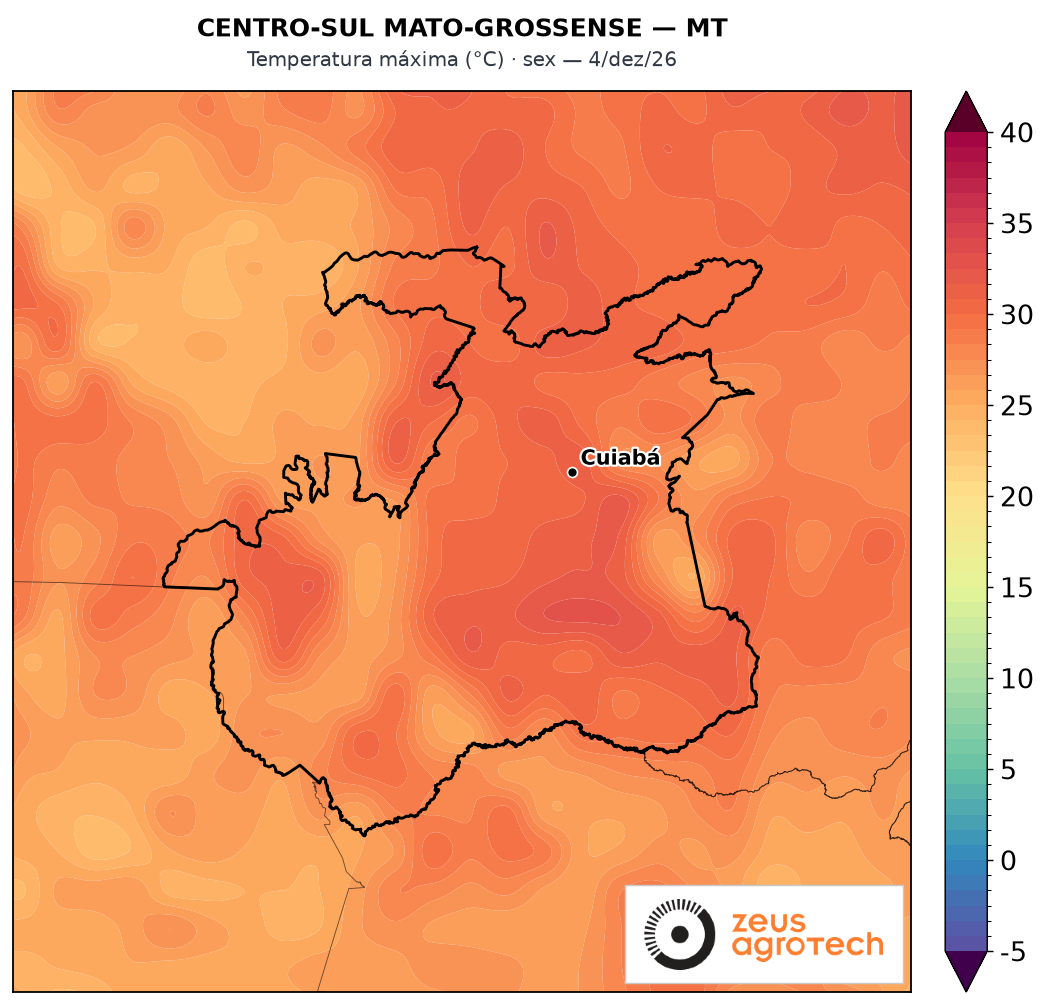 CENTRO-SUL MATO-GROSSENSE — MT
Temperatura máxima (°C) · sex — 4/dez/26
40
35
30
25
20
15
10
5
0
-5
Cuiabá
zeus
agrotech